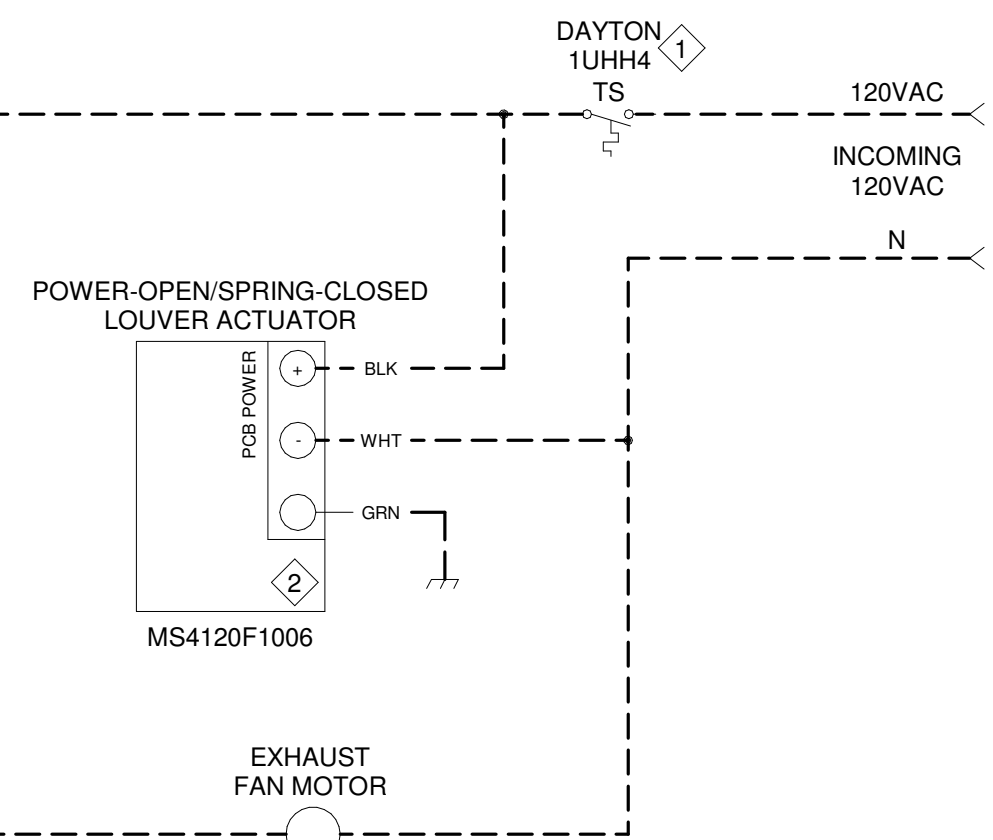 DAYTON
1UHH4
1
TS
120VAC
INCOMING
120VAC
N
POWER-OPEN/SPRING-CLOSED
LOUVER ACTUATOR
PCB POWER
+
BLK
-
WHT
GRN
2
MS4120F1006
EXHAUST
FAN MOTOR